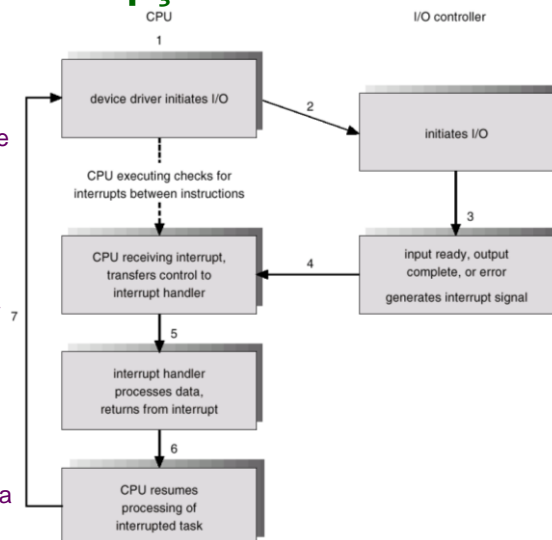 CPU
I/O controller
1
device driver initiates I/O
2
initiates I/O
e
CPU executing checks for
interrupts between instructions
3
CPU receiving interrupt,
transfers control to
interrupt handler
4
input ready, output
complete, or error
generates interrupt signal
7
5
interrupt handler
processes data,
returns from interrupt
6
a
CPU resumes
processing of
interrupted task